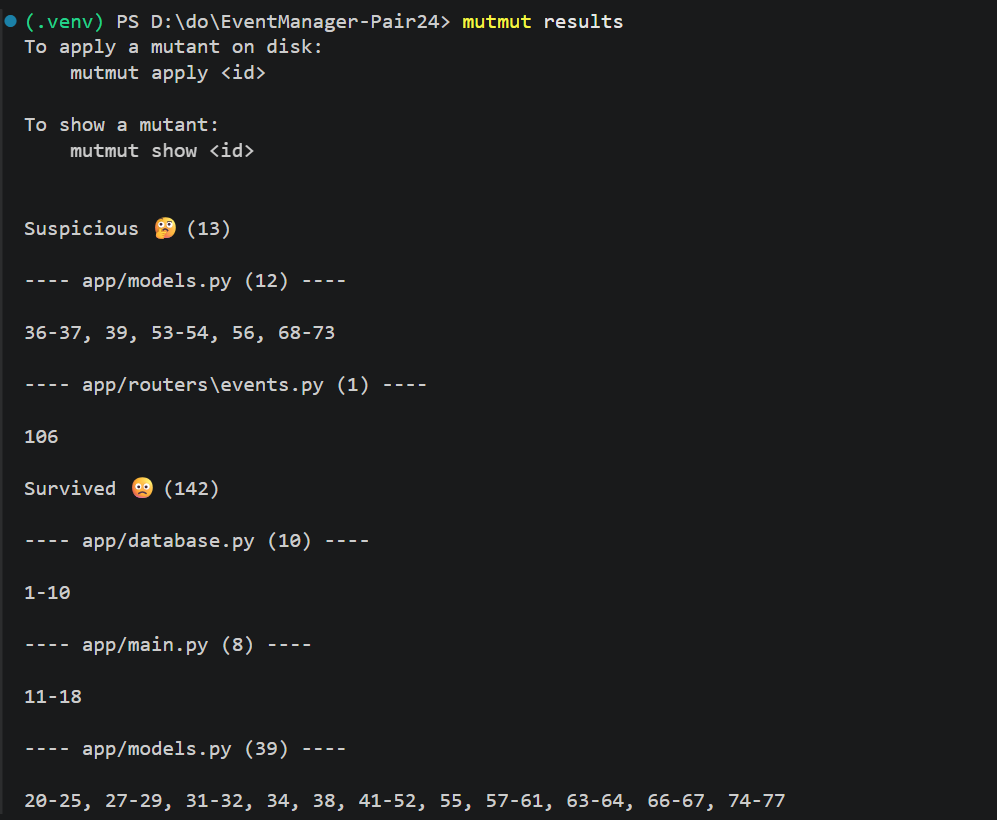 (.venv) PS D:\do\EventManager-Pair24> mutmut results
To apply a mutant on disk:
    mutmut apply <id>

To show a mutant:
    mutmut show <id>


Suspicious 🤔 (13)

---- app/models.py (12) ----

36-37, 39, 53-54, 56, 68-73

---- app/routers\events.py (1) ----

106

Survived 🙁 (142)

---- app/database.py (10) ----

1-10

---- app/main.py (8) ----

11-18

---- app/models.py (39) ----

20-25, 27-29, 31-32, 34, 38, 41-52, 55, 57-61, 63-64, 66-67, 74-77